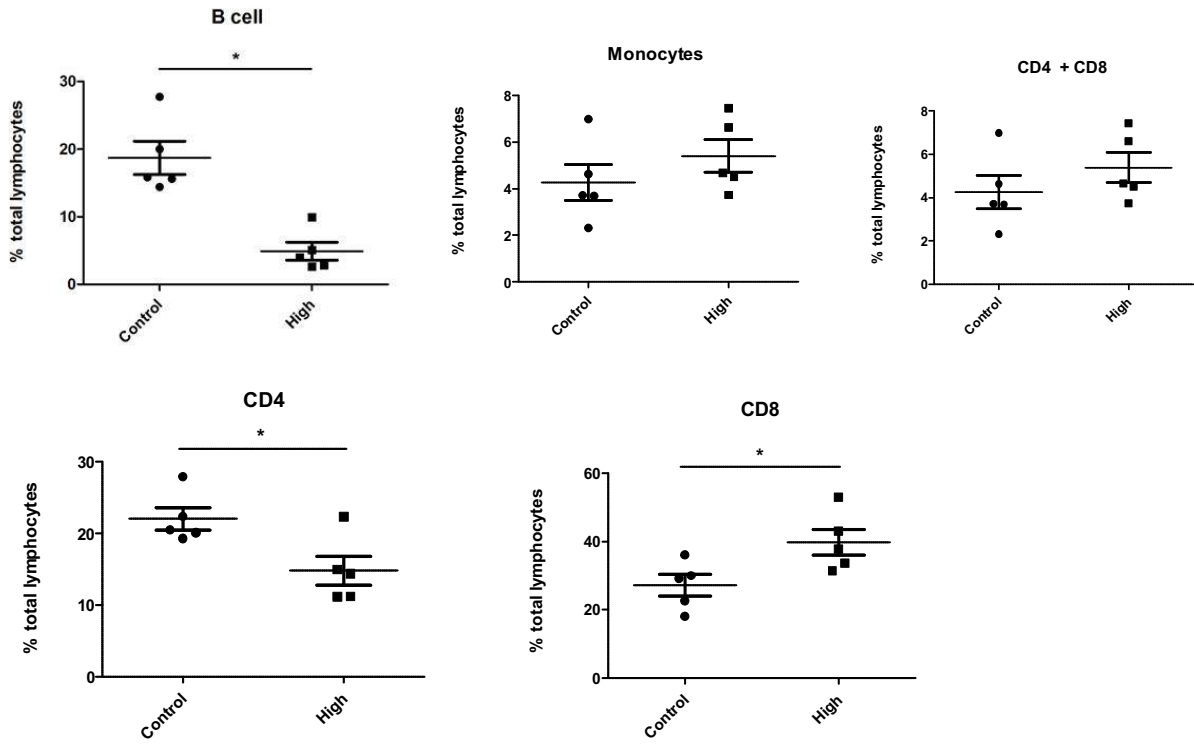 B cell
*
% total lymphocytes
30
20
10
0
Control
High
Monocytes
% total lymphocytes
8
6
4
2
0
Control
High
CD4 + CD8
% total lymphocytes
8
6
4
2
0
Control
High
CD4
*
% total lymphocytes
30
20
10
0
Control
High
CD8
*
% total lymphocytes
60
40
20
0
Control
High